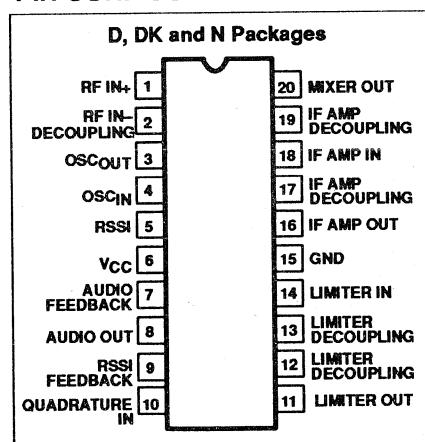 D, DK and N Packages
RF IN+ 1
RF IN–
DECOUPLING 2
OSCOUT 3
OSCIN 4
RSSI 5
VCC 6
AUDIO
FEEDBACK 7
AUDIO OUT 8
RSSI
FEEDBACK 9
QUADRATURE
IN 10
20 MIXER OUT
19 IF AMP
DECOUPLING
18 IF AMP IN
17 IF AMP
DECOUPLING
16 IF AMP OUT
15 GND
14 LIMITER IN
13 LIMITER
DECOUPLING
12 LIMITER
DECOUPLING
11 LIMITER OUT